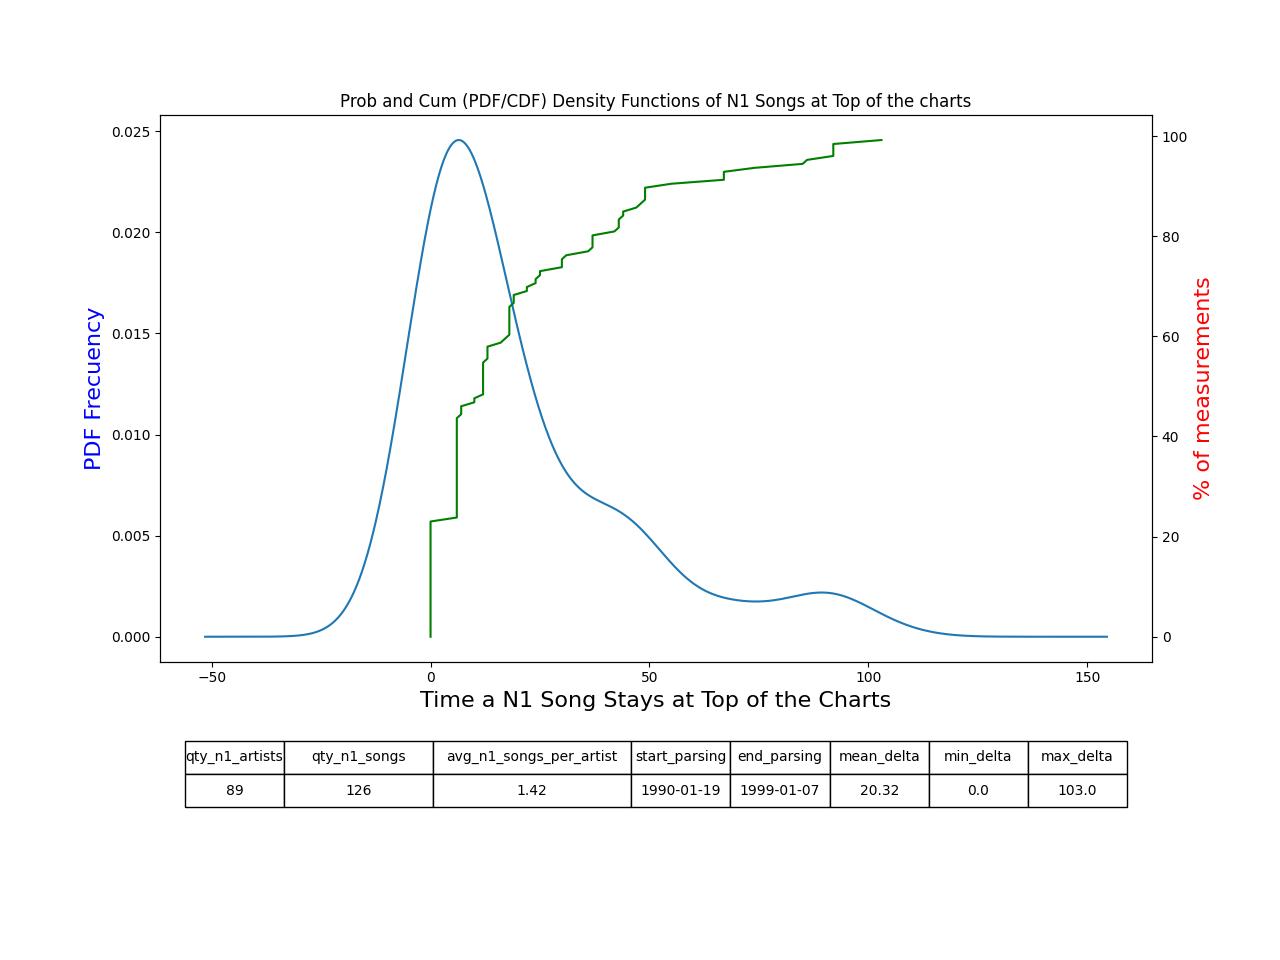 Prob and Cum (PDF/CDF) Density Functions of N1 Songs at Top of the charts
PDF Frecuency
0.025
0.020
0.015
0.010
0.005
0.000
100
80
60
40
20
0
% of measurements
−50 0 50 100 150
Time a N1 Song Stays at Top of the Charts
qty_n1_artists qty_n1_songs avg_n1_songs_per_artist start_parsing end_parsing mean_delta min_delta max_delta
89 126 1.42 1990-01-19 1999-01-07 20.32 0.0 103.0